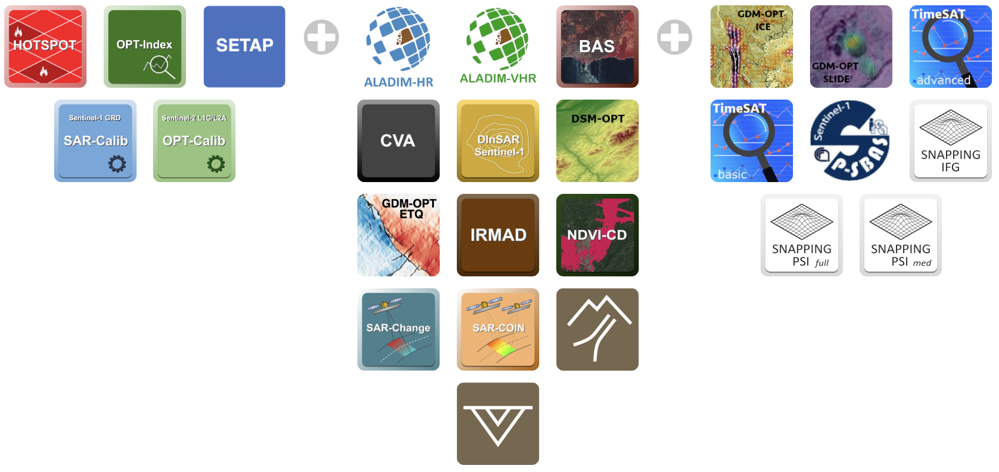 HOTSPOT
OPT-Index
SETAP
Sentinel-1 GRD
SAR-Calib
Sentinel-2 L1C/L2A
OPT-Calib
ALADIM-HR
ALADIM-VHR
BAS
CVA
DInSAR
Sentinel-1
DSM-OPT
GDM-OPT
ETQ
IRMAD
NDVI-CD
SAR-Change
SAR-COIN
GDM-OPT
ICE
GDM-OPT
SLIDE
TimeSAT
advanced
TimeSAT
basic
Sentinel-1
P-SBAS
SNAPPING
IFG
SNAPPING
PSI full
SNAPPING
PSI med